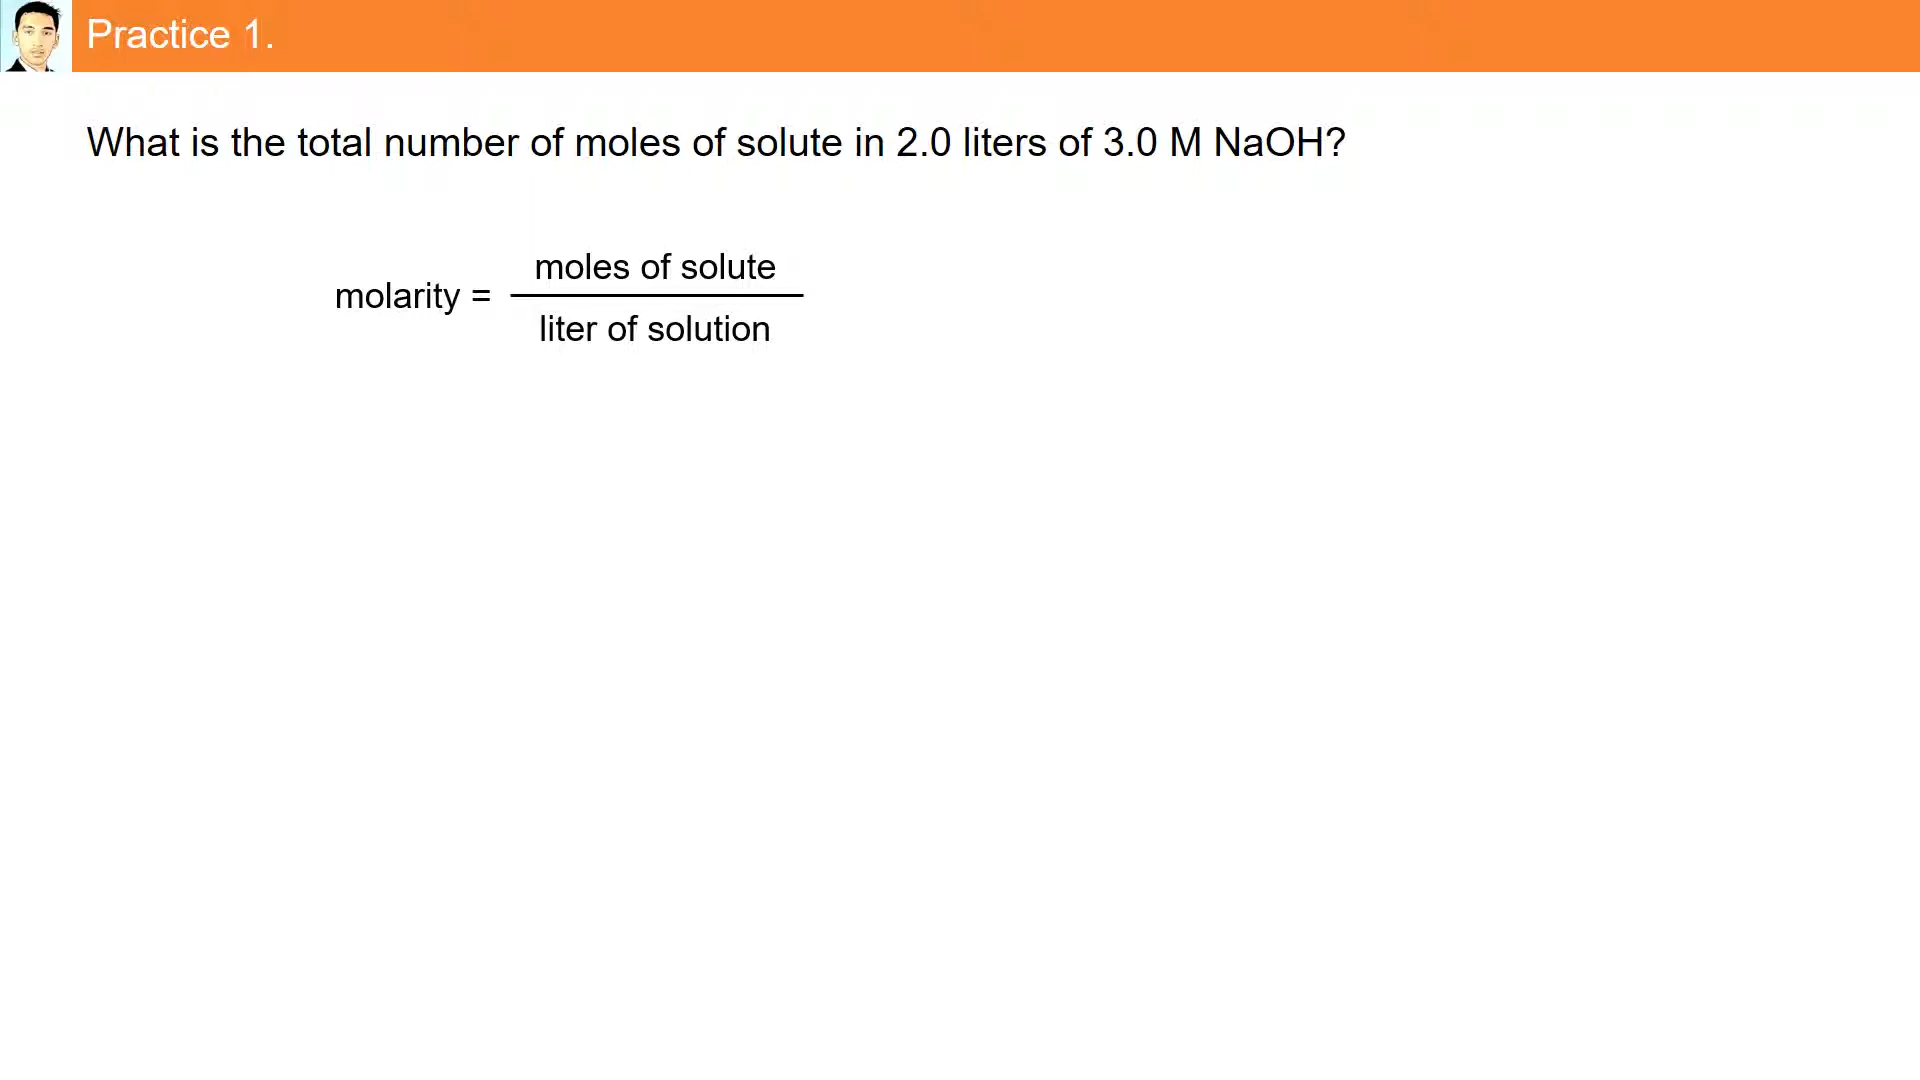 Practice 1.
What is the total number of moles of solute in 2.0 liters of 3.0 M NaOH?
moles of solute
molarity =
liter of solution